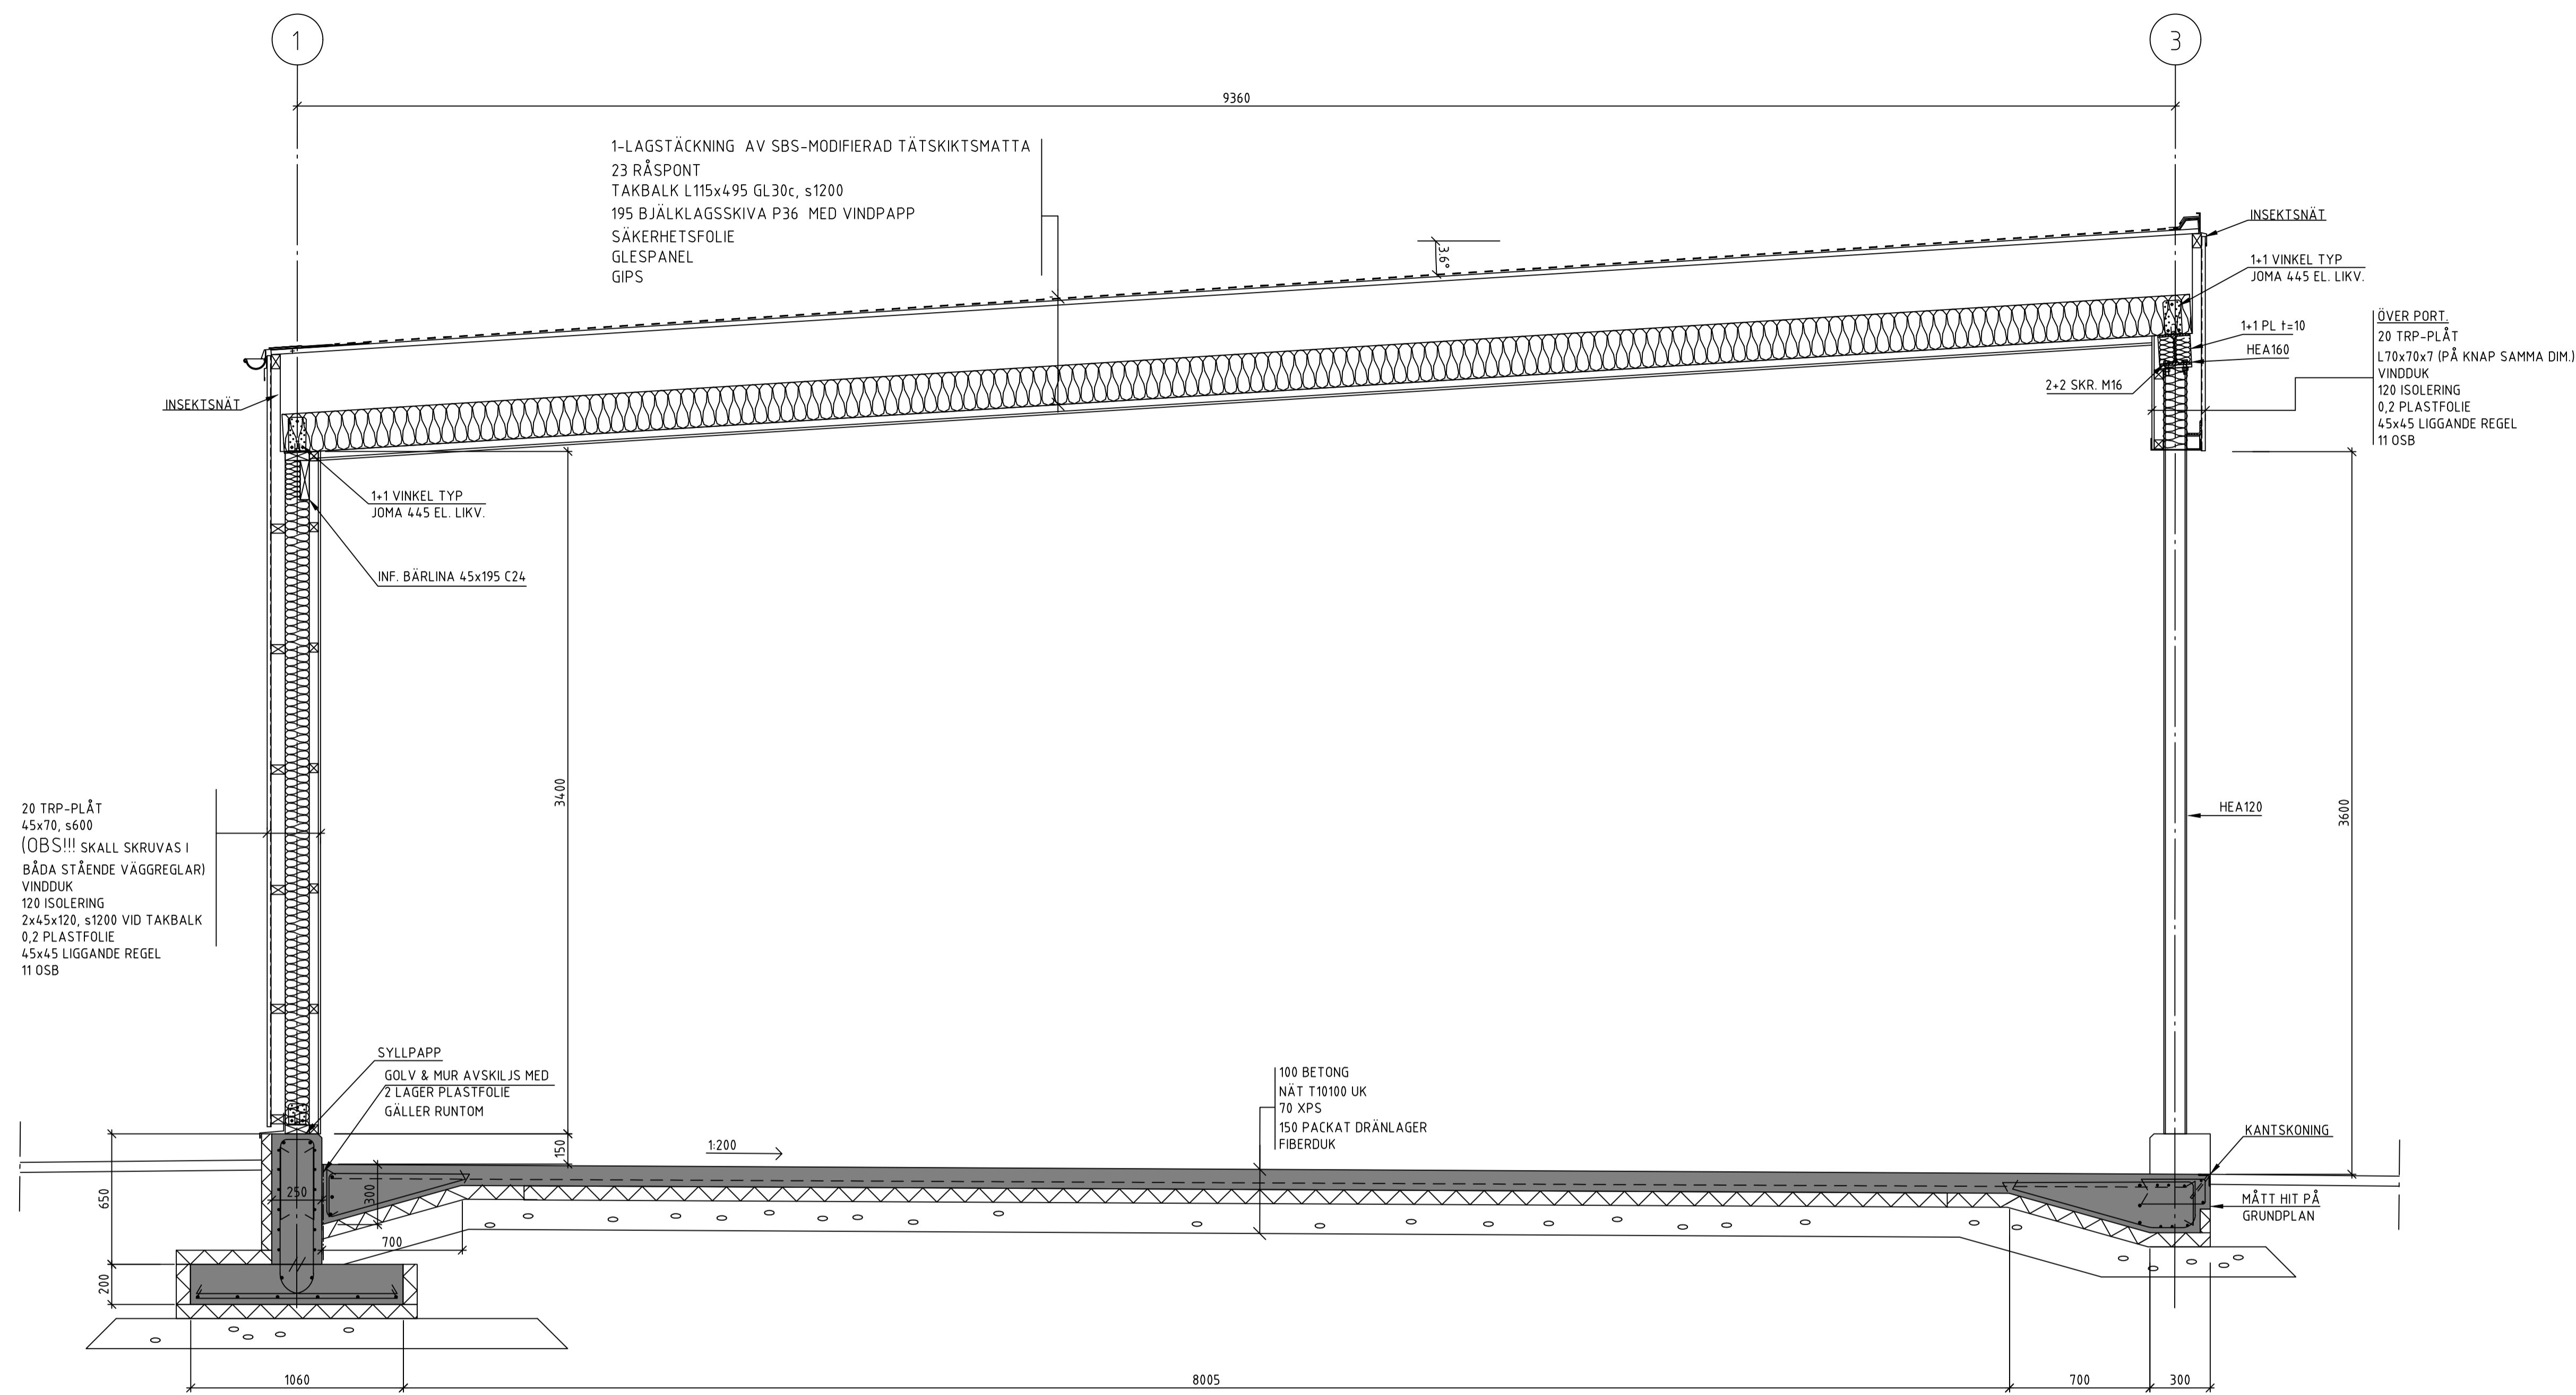 1
3
9360
1-LAGSTÄCKNING AV SBS-MODIFIERAD TÄTSKIKTSMATTA
23 RÅSPONT
TAKBALK L115x495 GL30c, s1200
195 BJÄLKLAGSSKIVA P36 MED VINDPAPP
SÄKERHETSFOLIE
GLESPANEL
GIPS
3.6°
INSEKTSNÄT
1+1 VINKEL TYP
JOMA 445 EL. LIKV.
1+1 PL t=10
HEA160
2+2 SKR. M16
ÖVER PORT.
20 TRP-PLÅT
L70x70x7 (PÅ KNAP SAMMA DIM.)
VINDDUK
120 ISOLERING
0,2 PLASTFOLIE
45x45 LIGGANDE REGEL
11 OSB
INSEKTSNÄT
1+1 VINKEL TYP
JOMA 445 EL. LIKV.
INF. BÄRLINA 45x195 C24
3400
3600
HEA120
20 TRP-PLÅT
45x70, s600
(OBS!!! SKALL SKRUVAS I
BÅDA STÅENDE VÄGGREGLAR)
VINDDUK
120 ISOLERING
2x45x120, s1200 VID TAKBALK
0,2 PLASTFOLIE
45x45 LIGGANDE REGEL
11 OSB
SYLLPAPP
GOLV & MUR AVSKILJS MED
2 LAGER PLASTFOLIE
GÄLLER RUNTOM
100 BETONG
NÄT T10100 UK
70 XPS
150 PACKAT DRÄNLAGER
FIBERDUK
1:200
150
KANTSKONING
MÅTT HIT PÅ
GRUNDPLAN
650
250
300
700
200
1060
8005
700
300